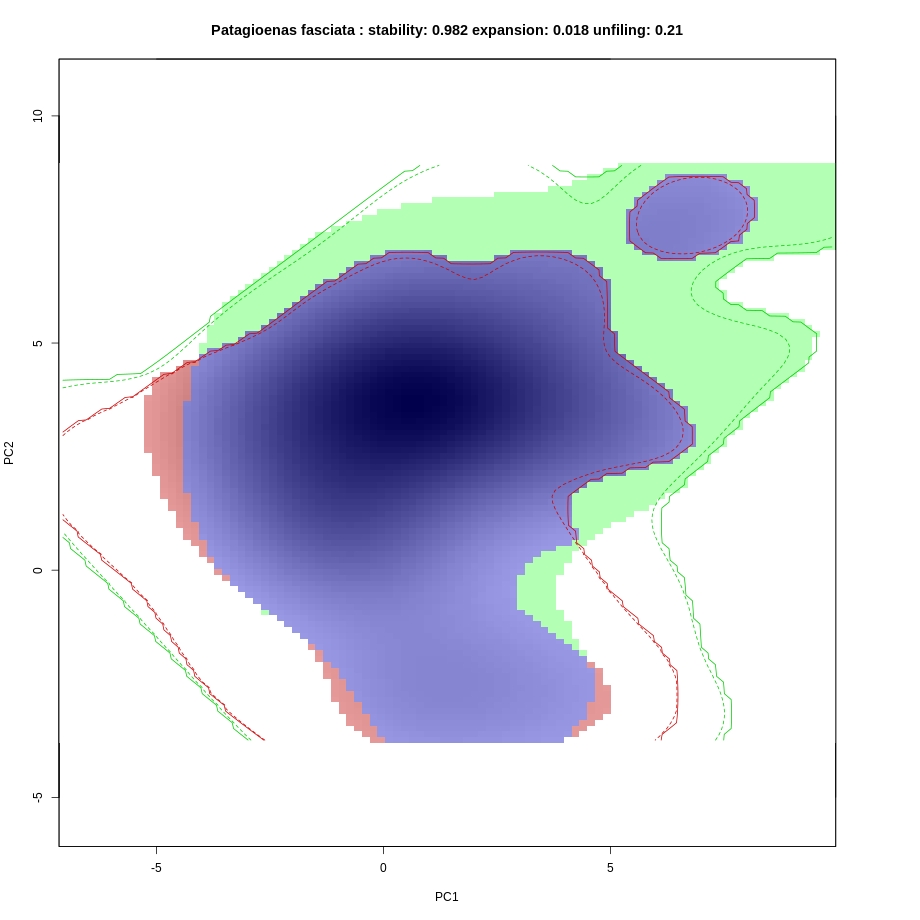 Patagioenas fasciata : stability: 0.982 expansion: 0.018 unfiling: 0.21
10
5
PC2
0
-5
-5 0 5
PC1